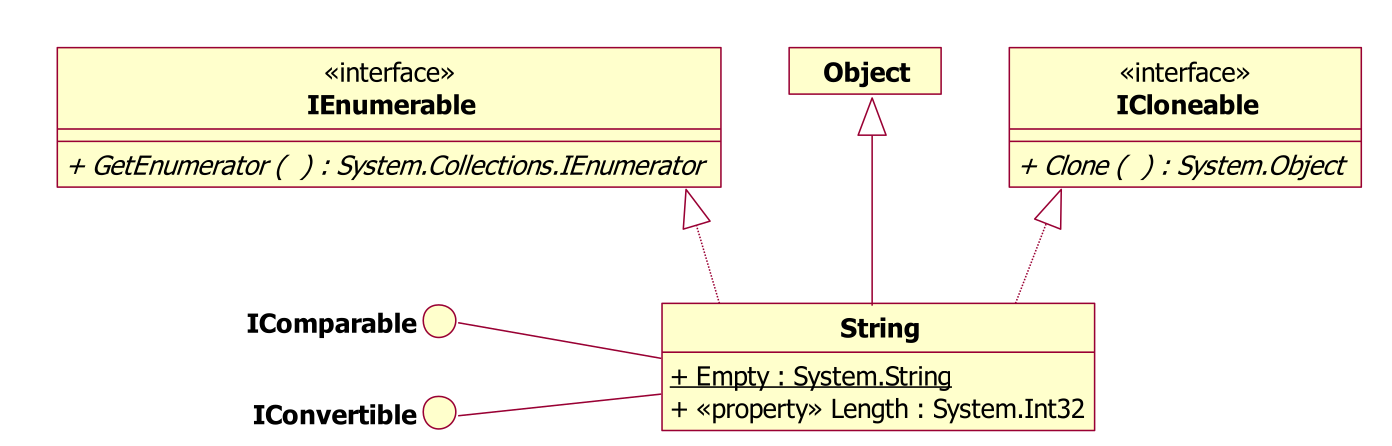 «interface»
IEnumerable
+ GetEnumerator ( ) : System.Collections.IEnumerator
Object
«interface»
ICloneable
+ Clone ( ) : System.Object
IComparable
IConvertible
String
+ Empty : System.String
+ «property» Length : System.Int32